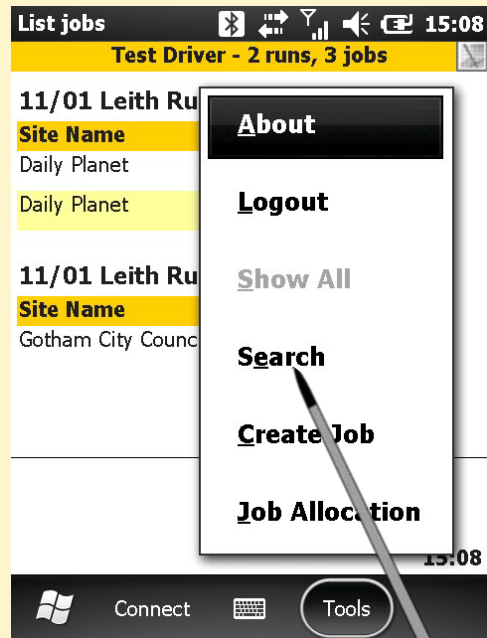 List jobs 15:08
Test Driver - 2 runs, 3 jobs
11/01 Leith Ru
Site Name
Daily Planet
Daily Planet
11/01 Leith Ru
Site Name
Gotham City Counc
About
Logout
Show All
Search
Create Job
Job Allocation
15:08
Connect Tools